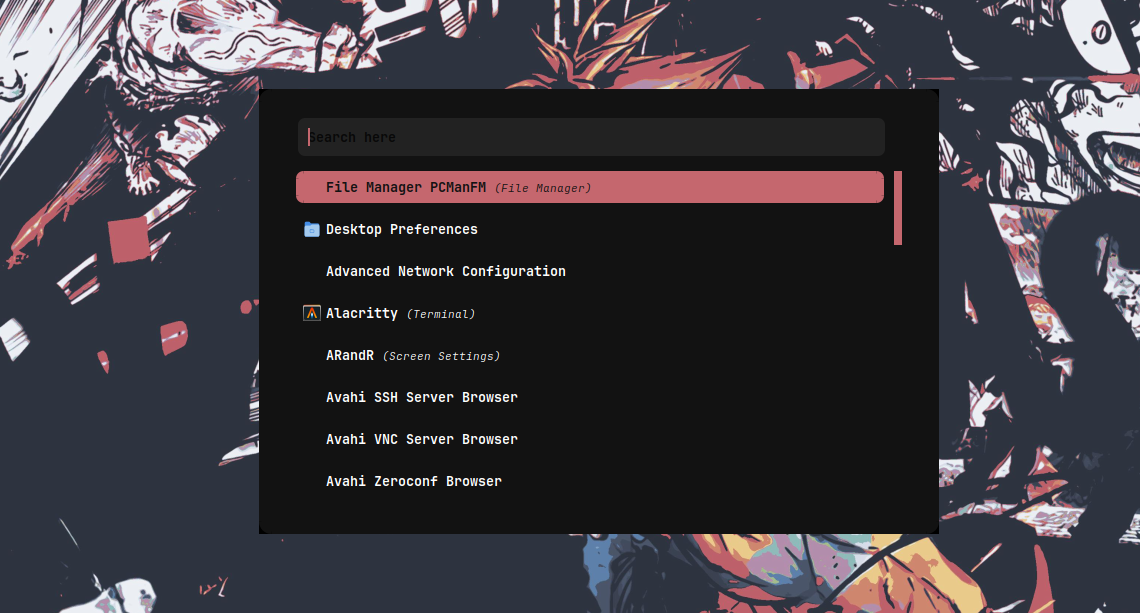 Search here
File Manager PCManFM (File Manager)
Desktop Preferences
Advanced Network Configuration
Alacritty (Terminal)
ARandR (Screen Settings)
Avahi SSH Server Browser
Avahi VNC Server Browser
Avahi Zeroconf Browser